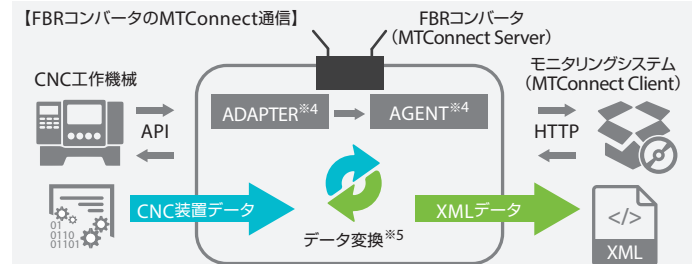 【FBRコンバータのMTConnect通信】
FBRコンバータ
（MTConnect Server）
CNC工作機械
モニタリングシステム
（MTConnect Client）
ADAPTER※4
AGENT※4
API
HTTP
CNC装置データ
XMLデータ
データ変換※5
01
0110
01101
</>
XML